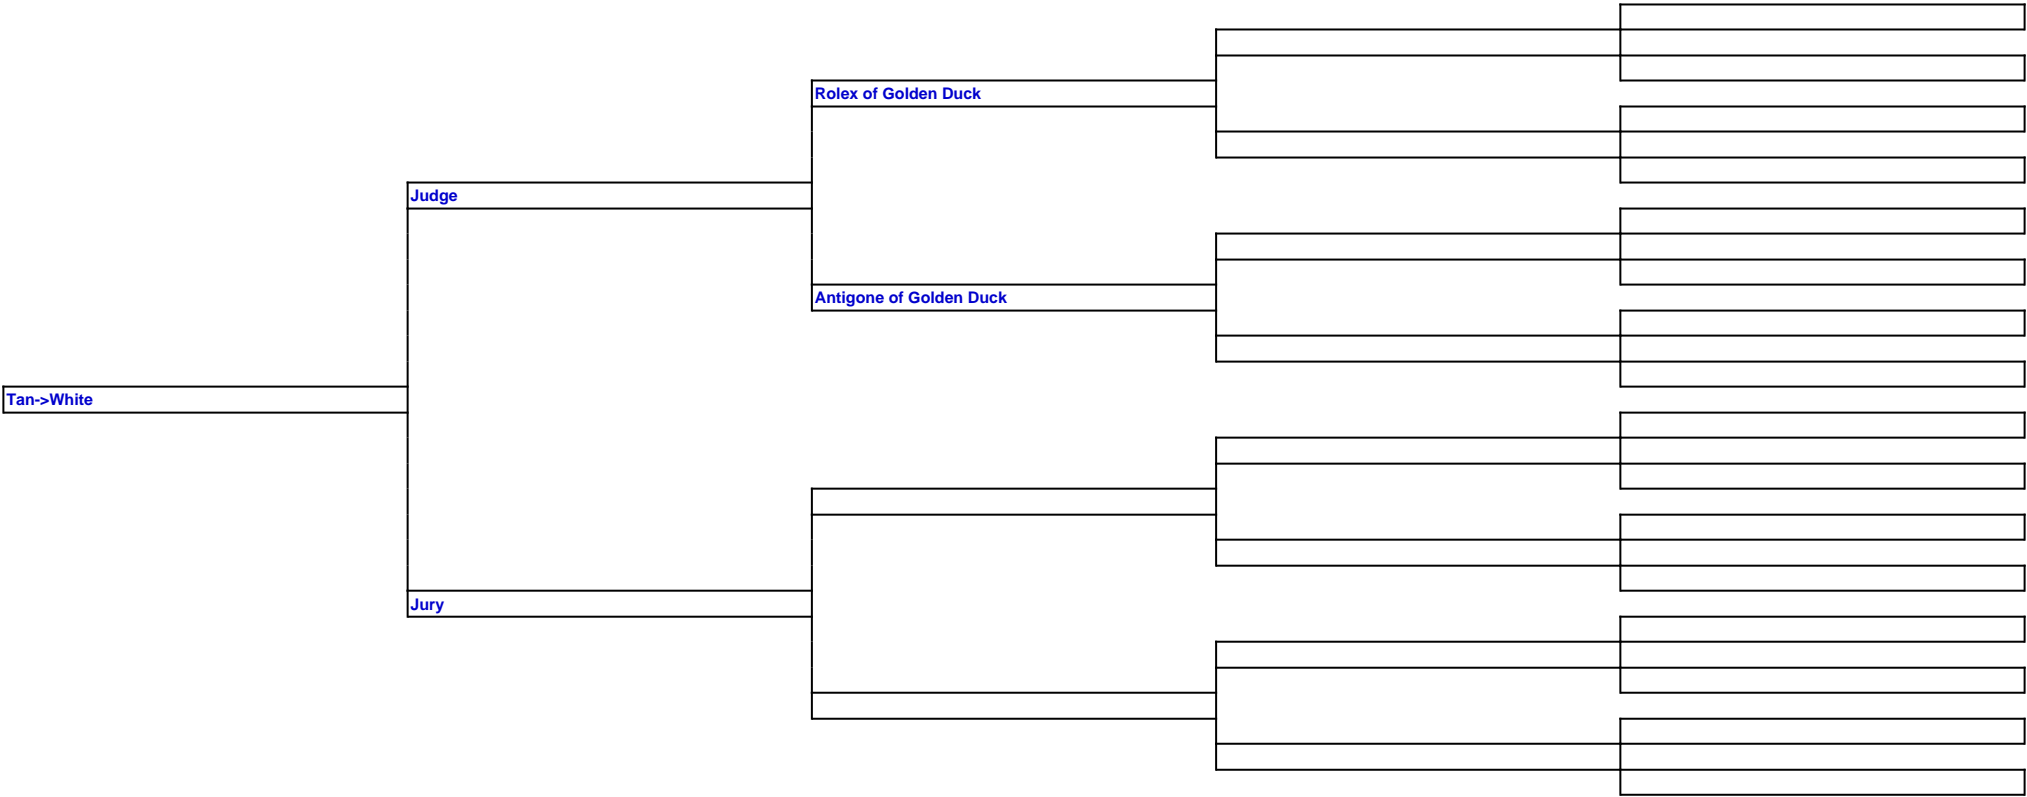 Rolex of Golden Duck
Judge
Antigone of Golden Duck
Tan->White
Jury